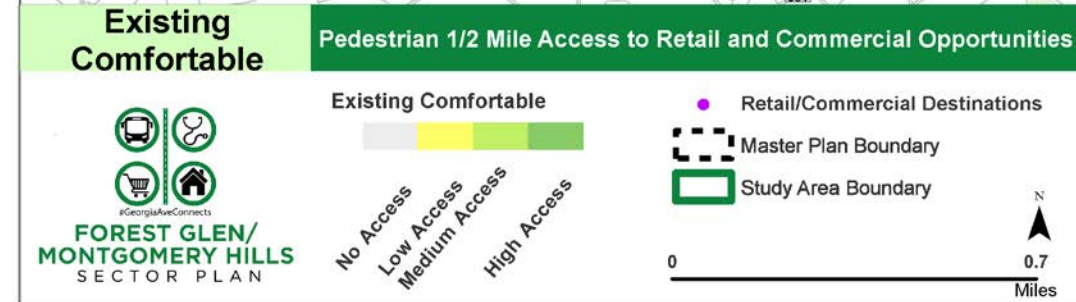 Existing
Comfortable
Pedestrian 1/2 Mile Access to Retail and Commercial Opportunities
#GeorgiaAveConnects
FOREST GLEN/
MONTGOMERY HILLS
SECTOR PLAN
Existing Comfortable
No Access
Low Access
Medium Access
High Access
Retail/Commercial Destinations
Master Plan Boundary
Study Area Boundary
N
0 0.7
Miles